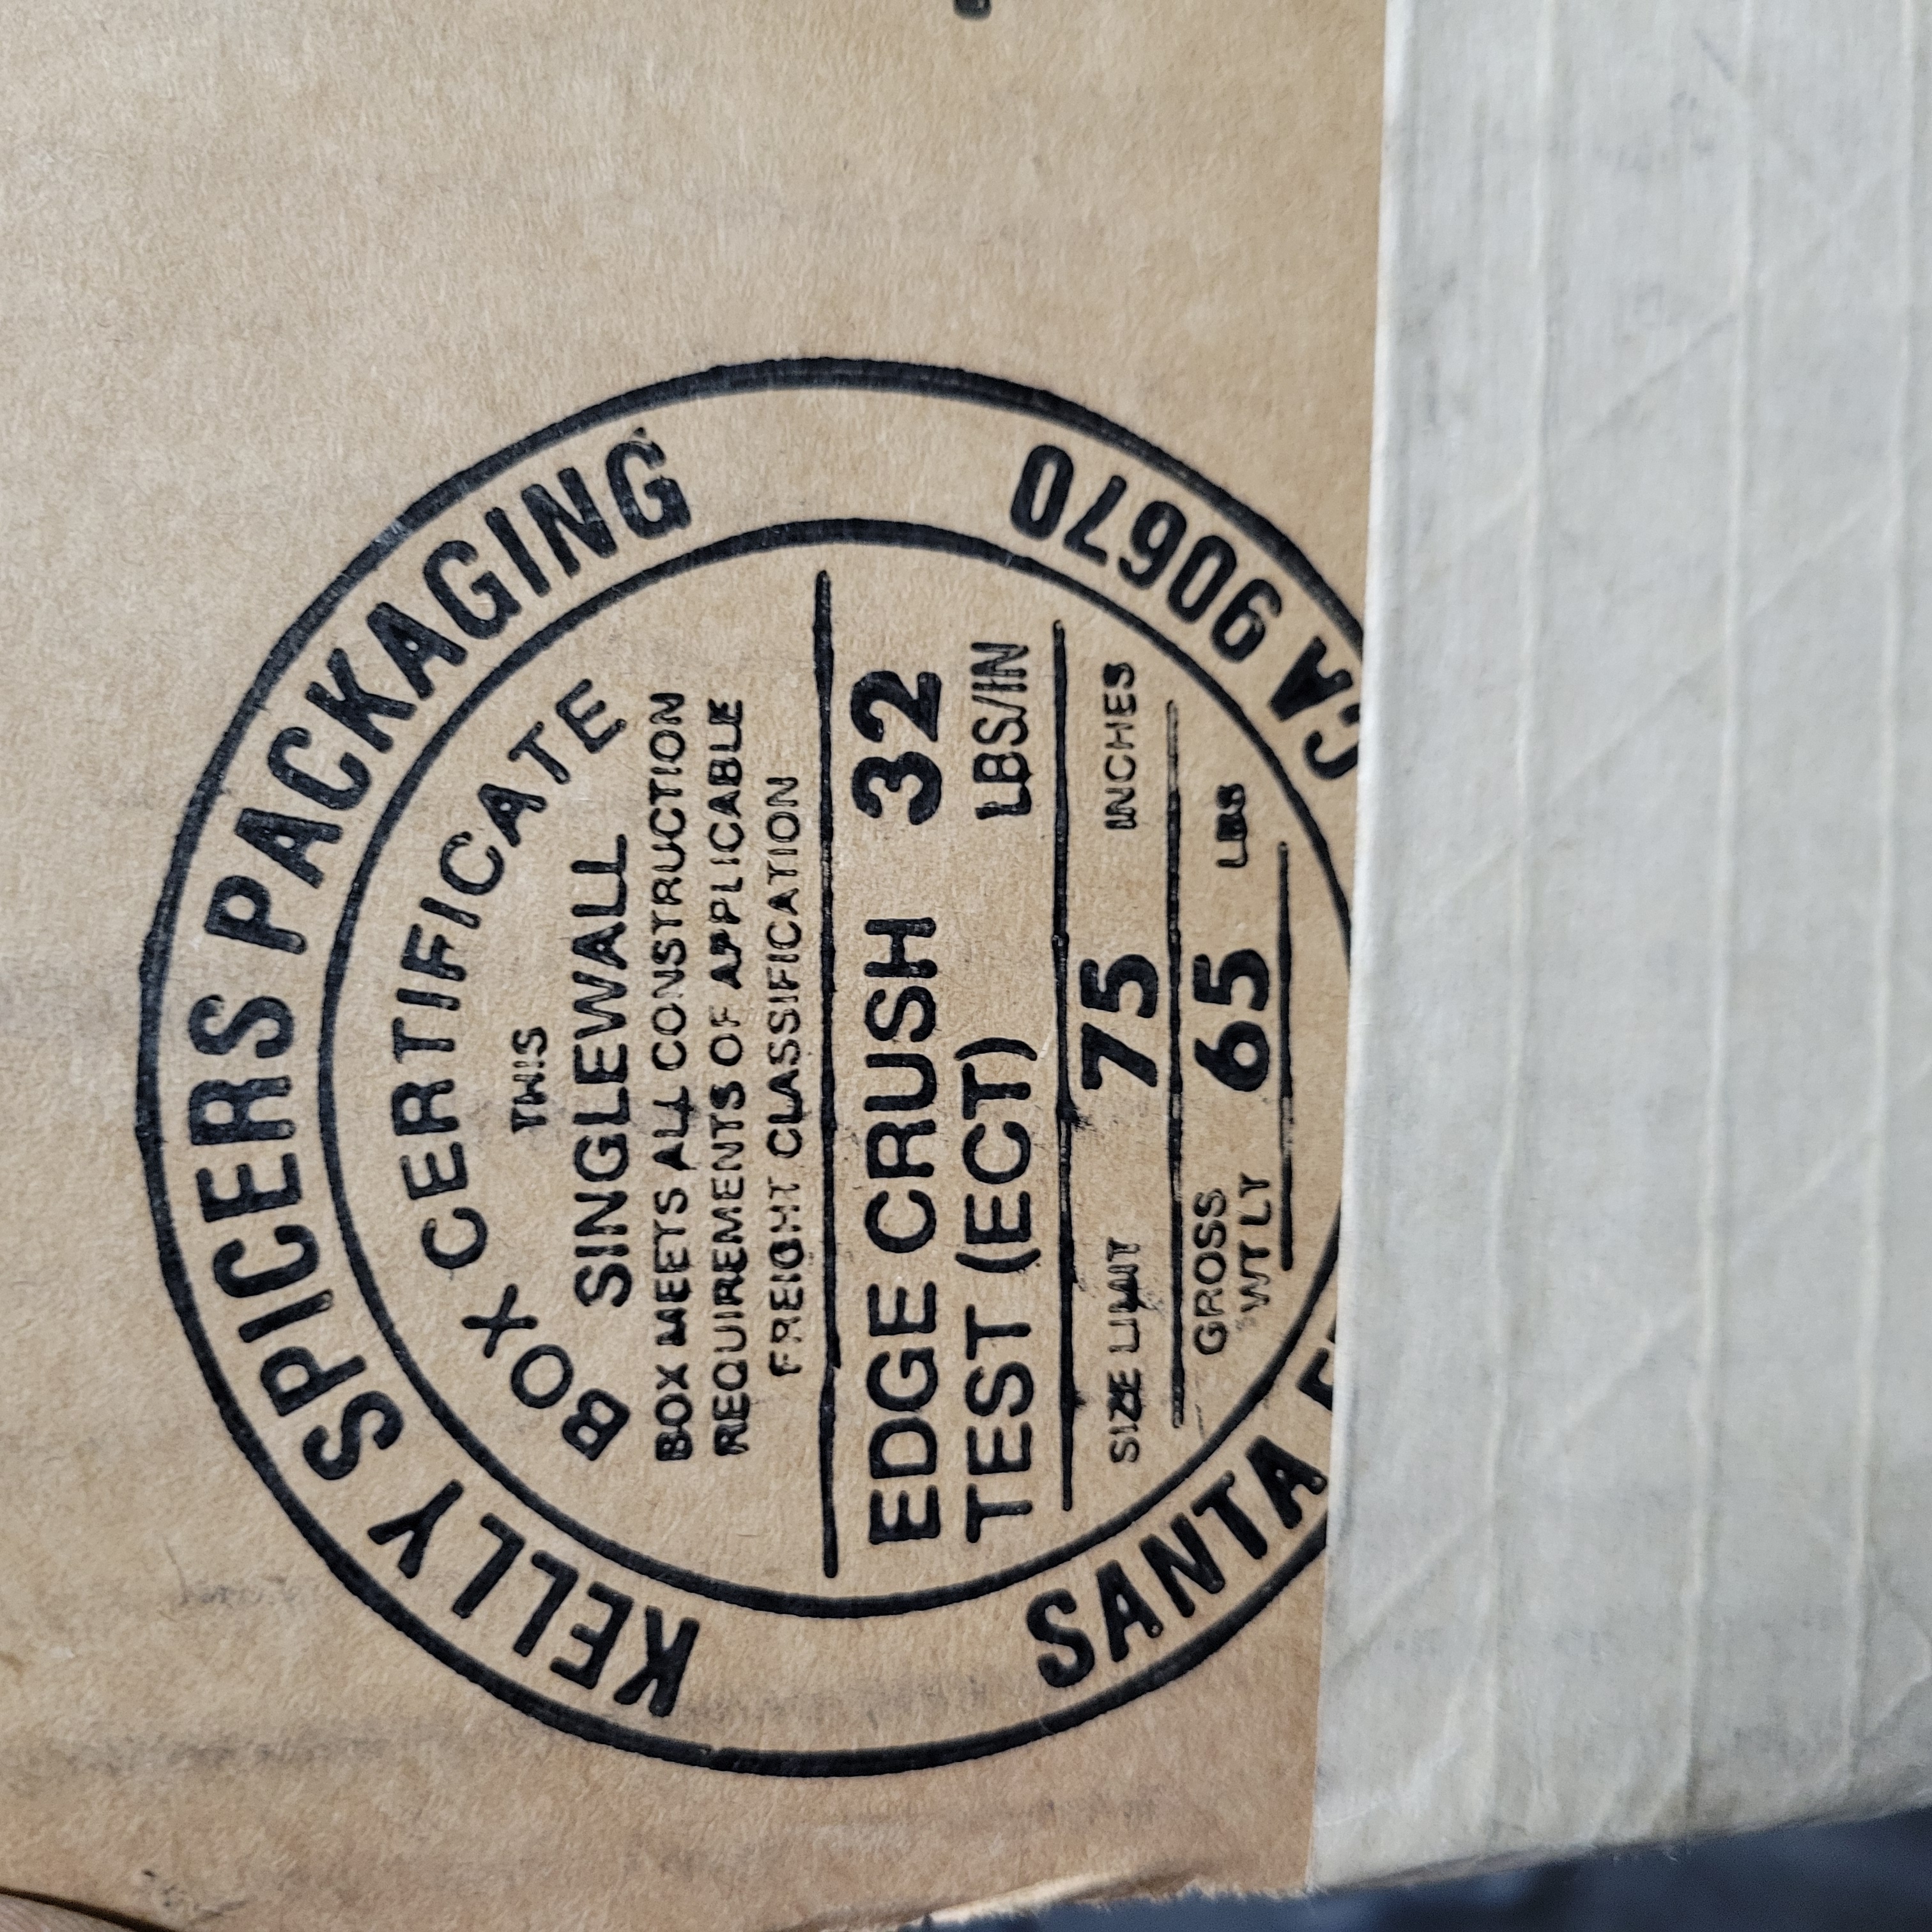 KELLY SPICERS PACKAGING
BOX CERTIFICATE
THIS
SINGLEWALL
BOX MEETS ALL CONSTRUCTION
REQUIREMENTS OF APPLICABLE
FREIGHT CLASSIFICATION
EDGE CRUSH 32
TEST (ECT) LBS/IN
SIZE LIMIT 75 INCHES
GROSS 65 LBS
WT LT
SANTA
CA 90670